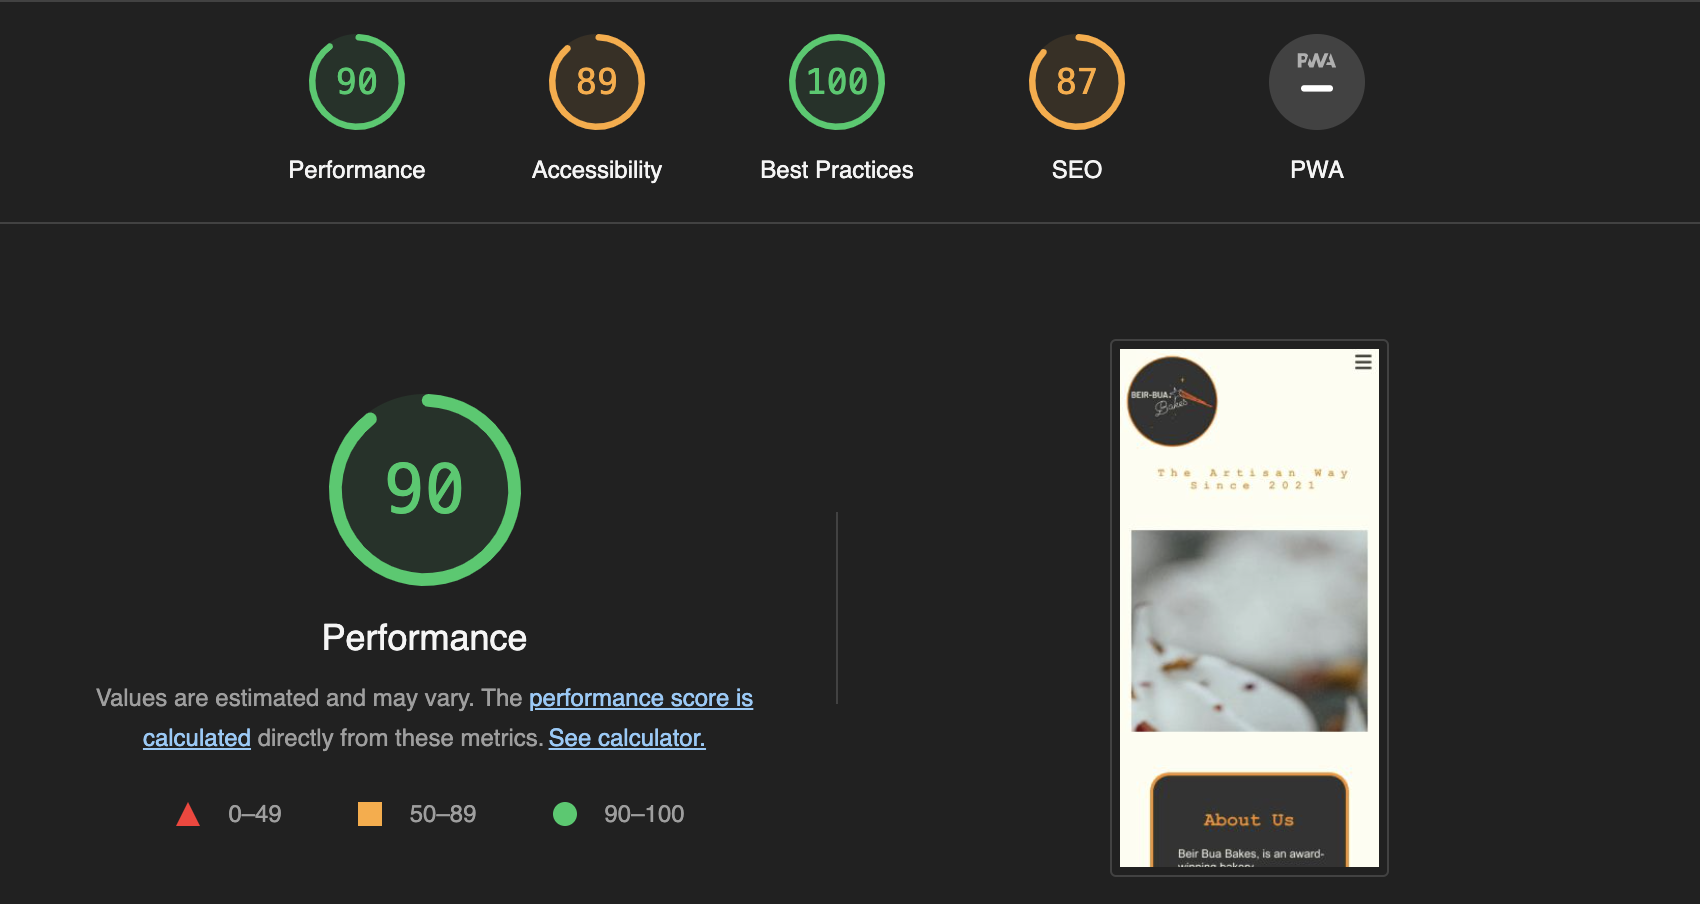 90
89
100
87
PWA
Performance
Accessibility
Best Practices
SEO
PWA
90
Performance
Values are estimated and may vary. The performance score is
calculated directly from these metrics. See calculator.
0–49
50–89
90–100
BEIR-BUA
Bakes
The Artisan Way
Since 2021
About Us
Beir Bua Bakes, is an award-
winning bakery